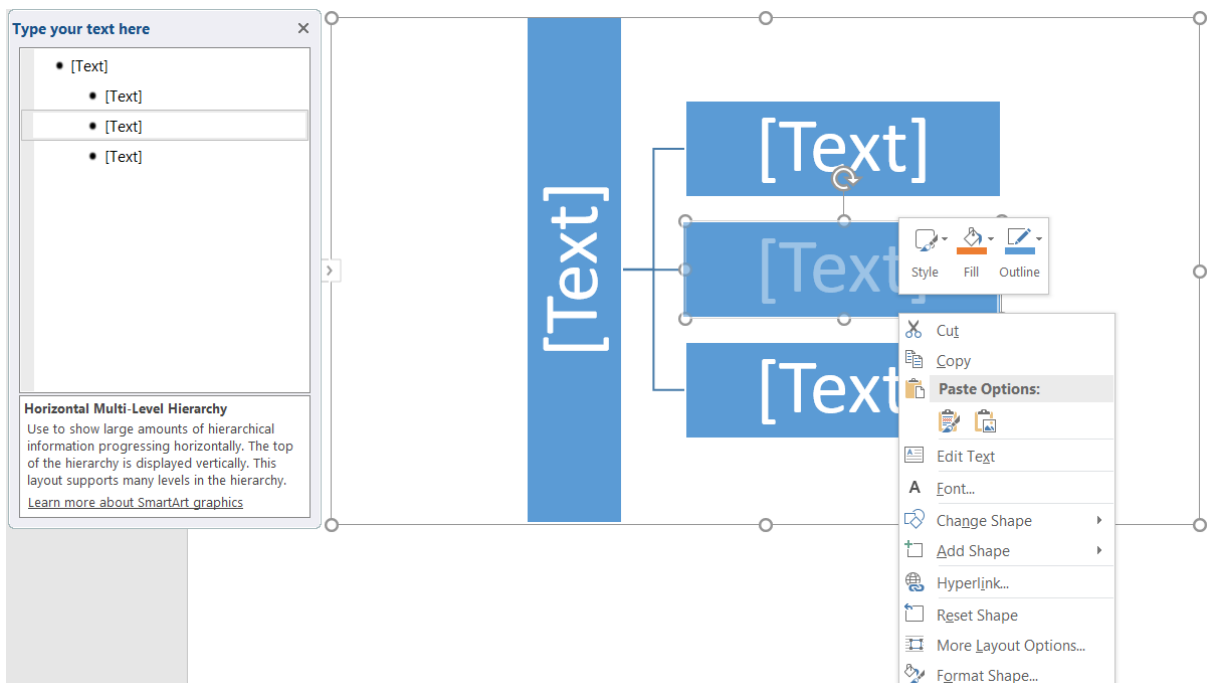 Type your text here
[Text]
[Text]
[Text]
[Text]
Horizontal Multi-Level Hierarchy
Use to show large amounts of hierarchical
information progressing horizontally. The top
of the hierarchy is displayed vertically. This
layout supports many levels in the hierarchy.
Learn more about SmartArt graphics
[Text]
[Text]
[Text]
[Text
Style Fill Outline
Cut
Copy
Paste Options:
Edit Text
A Font...
Change Shape
Add Shape
Hyperlink...
Reset Shape
More Layout Options...
Format Shape...